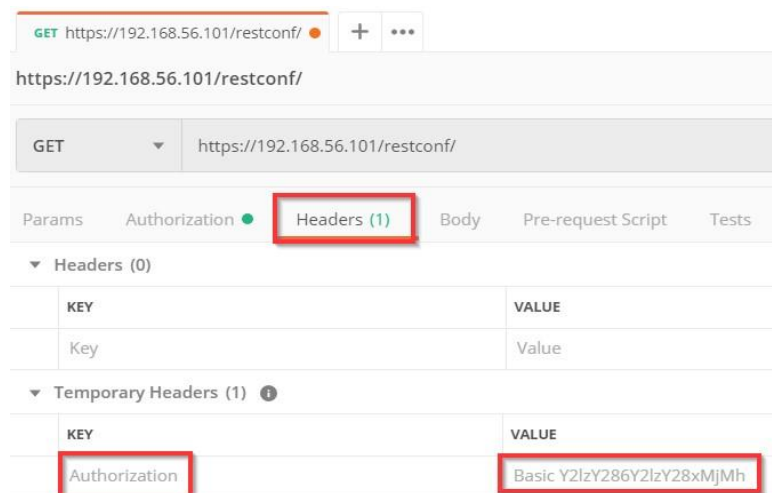 GET https://192.168.56.101/restconf/
https://192.168.56.101/restconf/
GET https://192.168.56.101/restconf/
Params Authorization Headers (1) Body Pre-request Script Tests
Headers (0)
KEY VALUE
Key Value
Temporary Headers (1)
KEY VALUE
Authorization Basic Y2lzY286Y2lzY28xMjMh